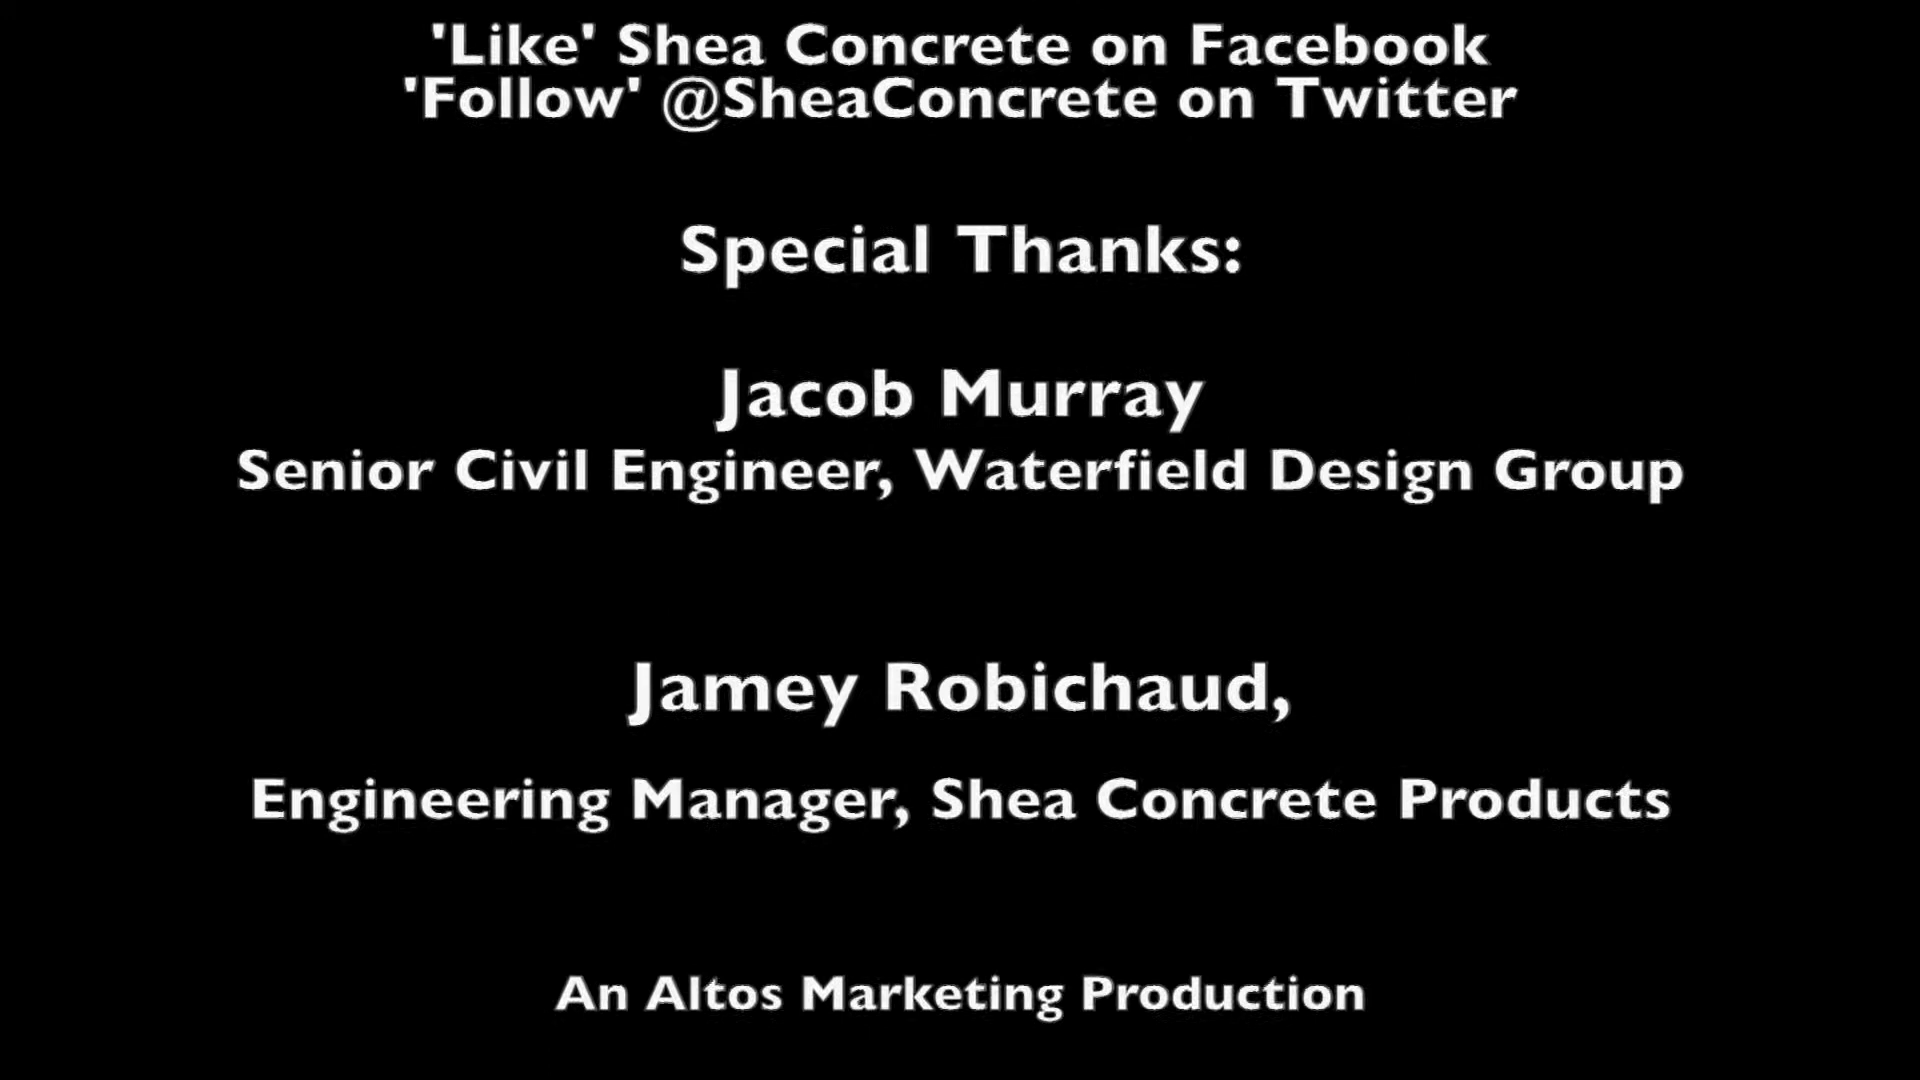 'Like' Shea Concrete on Facebook
'Follow' @SheaConcrete on Twitter
Special Thanks:
Jacob Murray
Senior Civil Engineer, Waterfield Design Group
Jamey Robichaud,
Engineering Manager, Shea Concrete Products
An Altos Marketing Production